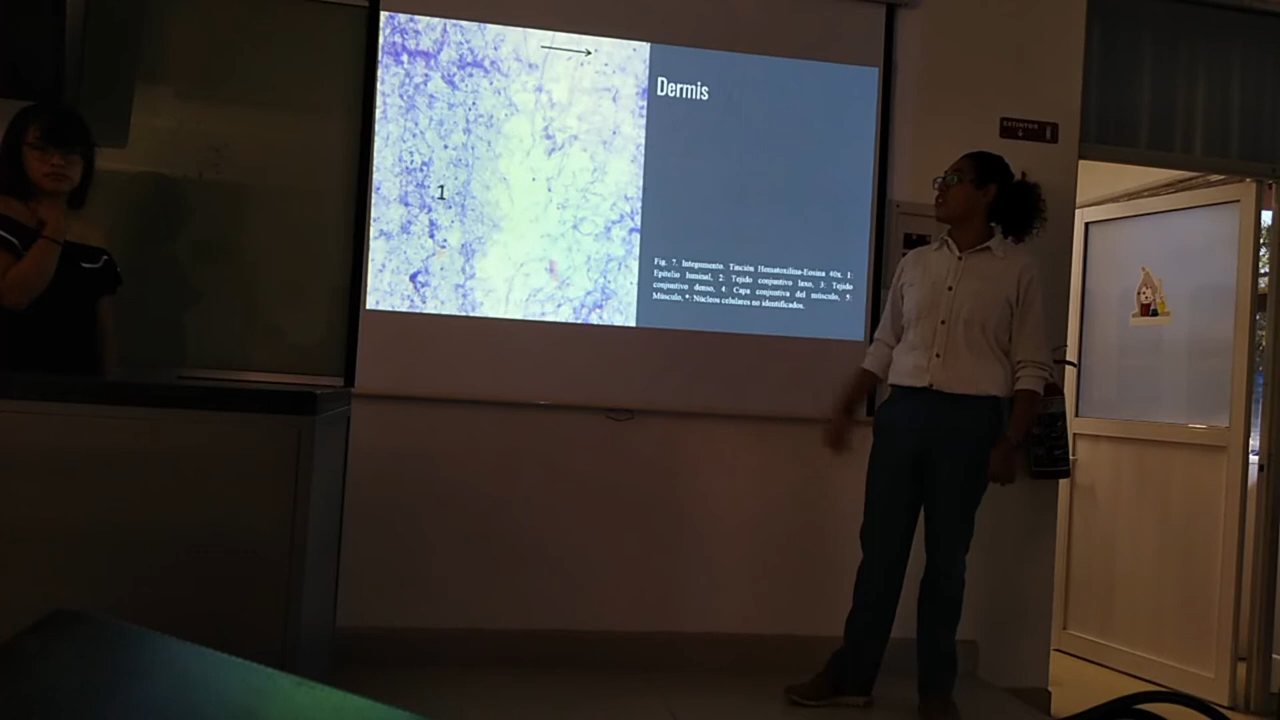 Dermis
1
Fig. 7. Integumento. Tinción Hematoxilina-Eosina 40x. 1:
Epitelio luminal, 2: Tejido conjuntivo laxo, 3: Tejido
conjuntivo denso, 4: Capa conjuntiva del músculo, 5:
Músculo, *: Núcleos celulares no identificados.
EXTINTOR